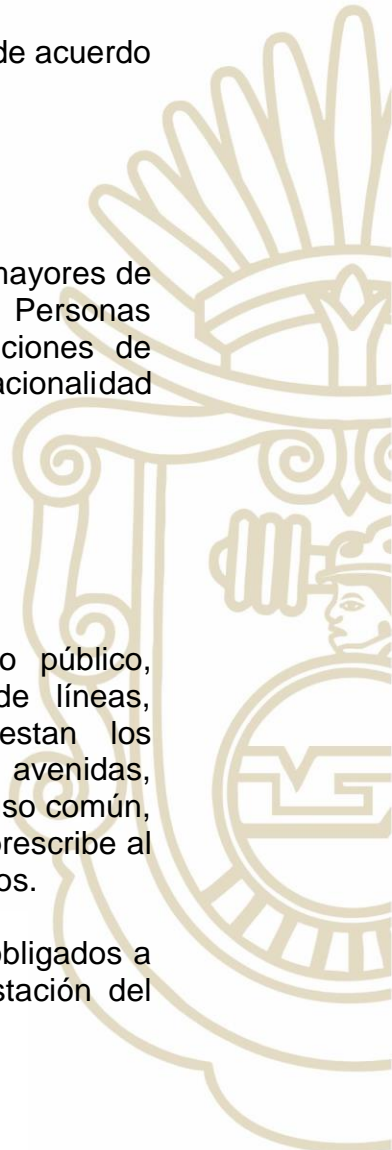 de acuerdo
mayores de
Personas
ciones de
acionalidad
o público,
de líneas,
estan los
avenidas,
so común,
prescribe al
os.
obligados a
stación del